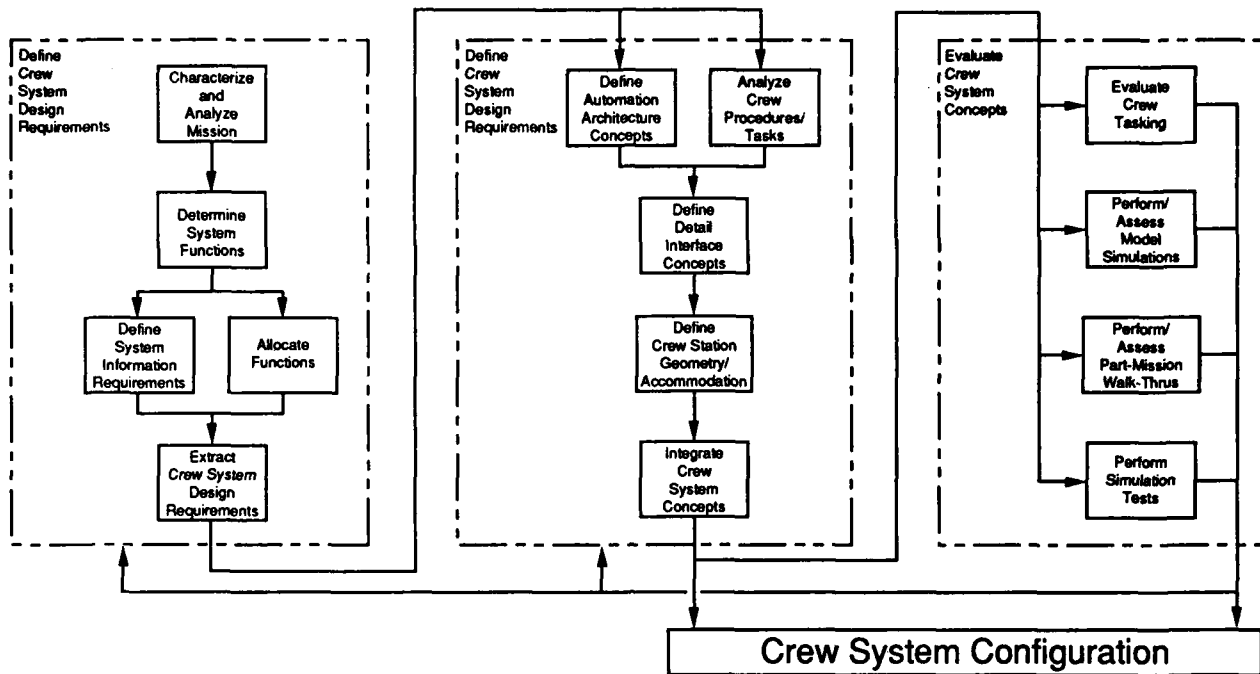 Define
Crew
System
Design
Requirements
Characterize
and
Analyze
Mission
Determine
System
Functions
Define
System
Information
Requirements
Allocate
Functions
Extract
Crew System
Design
Requirements
Define
Crew
System
Design
Requirements
Define
Automation
Architecture
Concepts
Analyze
Crew
Procedures/
Tasks
Define
Detail
Interface
Concepts
Define
Crew Station
Geometry/
Accommodation
Integrate
Crew
System
Concepts
Evaluate
Crew
System
Concepts
Evaluate
Crew
Tasking
Perform/
Assess
Model
Simulations
Perform/
Assess
Part-Mission
Walk-Thrus
Perform
Simulation
Tests
Crew System Configuration